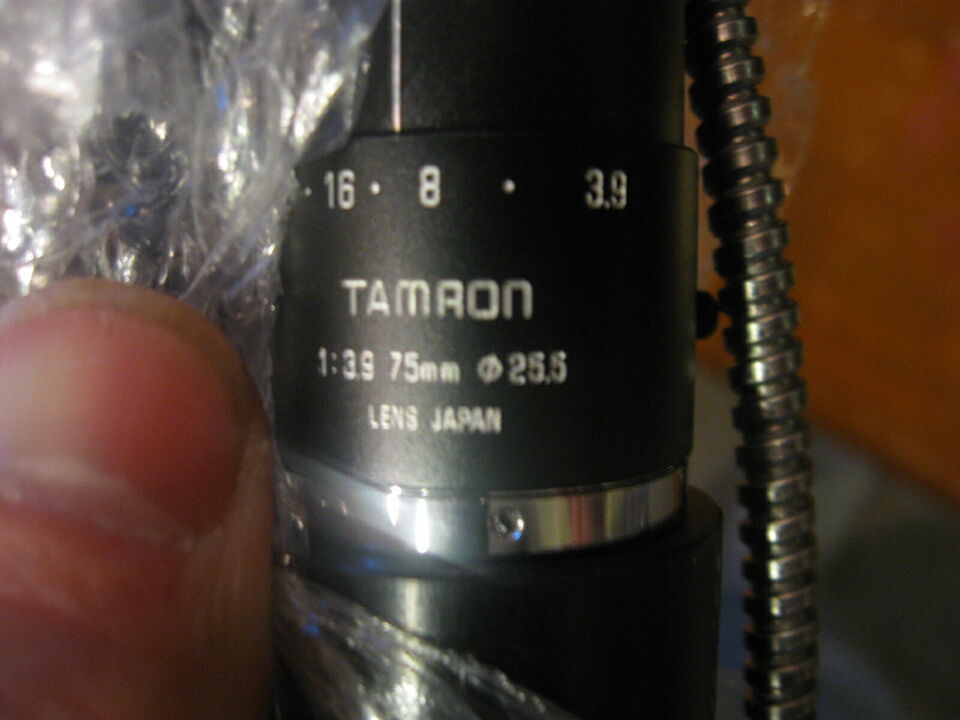 · 16 · 8 · 3.9
TAMRON
1:3.9 75mm Φ25.5
LENS JAPAN